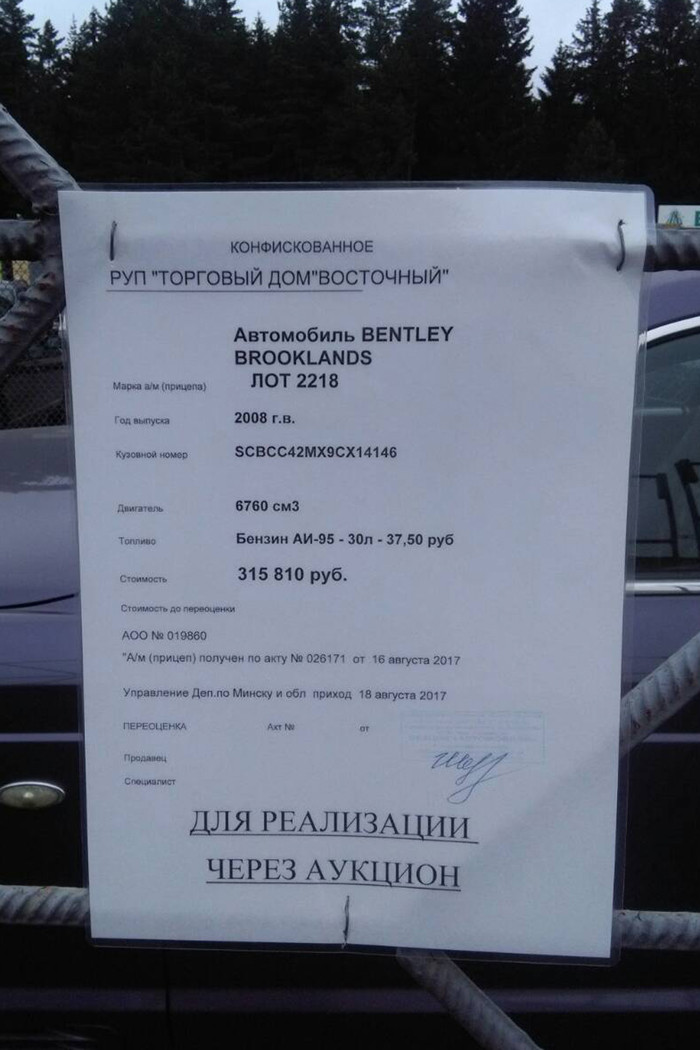 КОНФИСКОВАННОЕ
РУП "ТОРГОВЫЙ ДОМ"ВОСТОЧНЫЙ"
Автомобиль BENTLEY
BROOKLANDS
Марка а/м (прицепа) ЛОТ 2218
Год выпуска 2008 г.в.
Кузовной номер SCBCC42MX9CX14146
Двигатель 6760 см3
Топливо Бензин АИ-95 - 30л - 37,50 руб
Стоимость 315 810 руб.
Стоимость до переоценки
АОО № 019860
"А/м (прицеп) получен по акту № 026171 от 16 августа 2017
Управление Деп.по Минску и обл приход 18 августа 2017
ПЕРЕОЦЕНКА Акт № от
Продавец
Специалист
ДЛЯ РЕАЛИЗАЦИИ
ЧЕРЕЗ АУКЦИОН